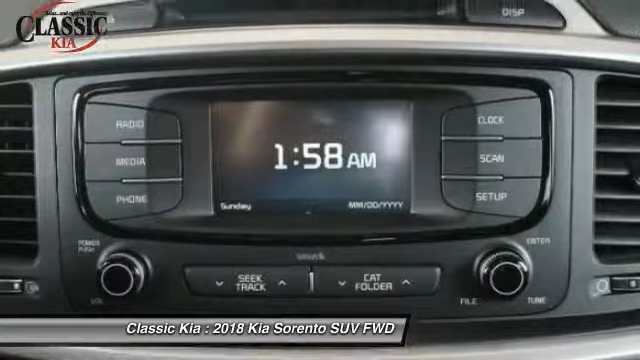 CLASSIC
KIA
DISP
RADIO
MEDIA
PHONE
1:58 AM
Sunday
MM/DD/YYYY
CLOCK
SCAN
SETUP
POWER
PUSH
VOL
SEEK
TRACK
CAT
FOLDER
ENTER
FILE
TUNE
Classic Kia : 2018 Kia Sorento SUV FWD